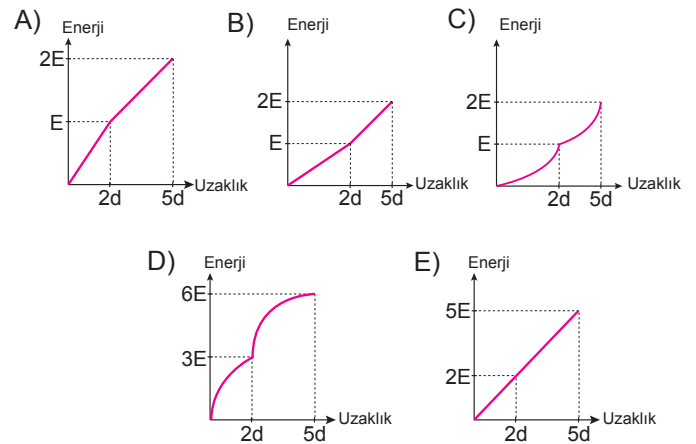 A) Enerji
2E
E
2d 5d Uzaklık
B) Enerji
2E
E
2d 5d Uzaklık
C) Enerji
2E
E
2d 5d Uzaklık
D) Enerji
6E
3E
2d 5d Uzaklık
E) Enerji
5E
2E
2d 5d Uzaklık